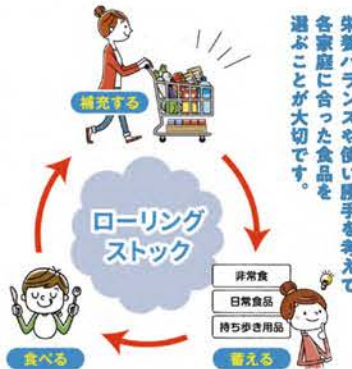 栄養バランスや使い勝手を考えて
各家庭に合った食品を
選ぶことが大切です。
補充する
ローリング
ストック
非常食
日常食品
持ち歩き用品
蓄える
食べる